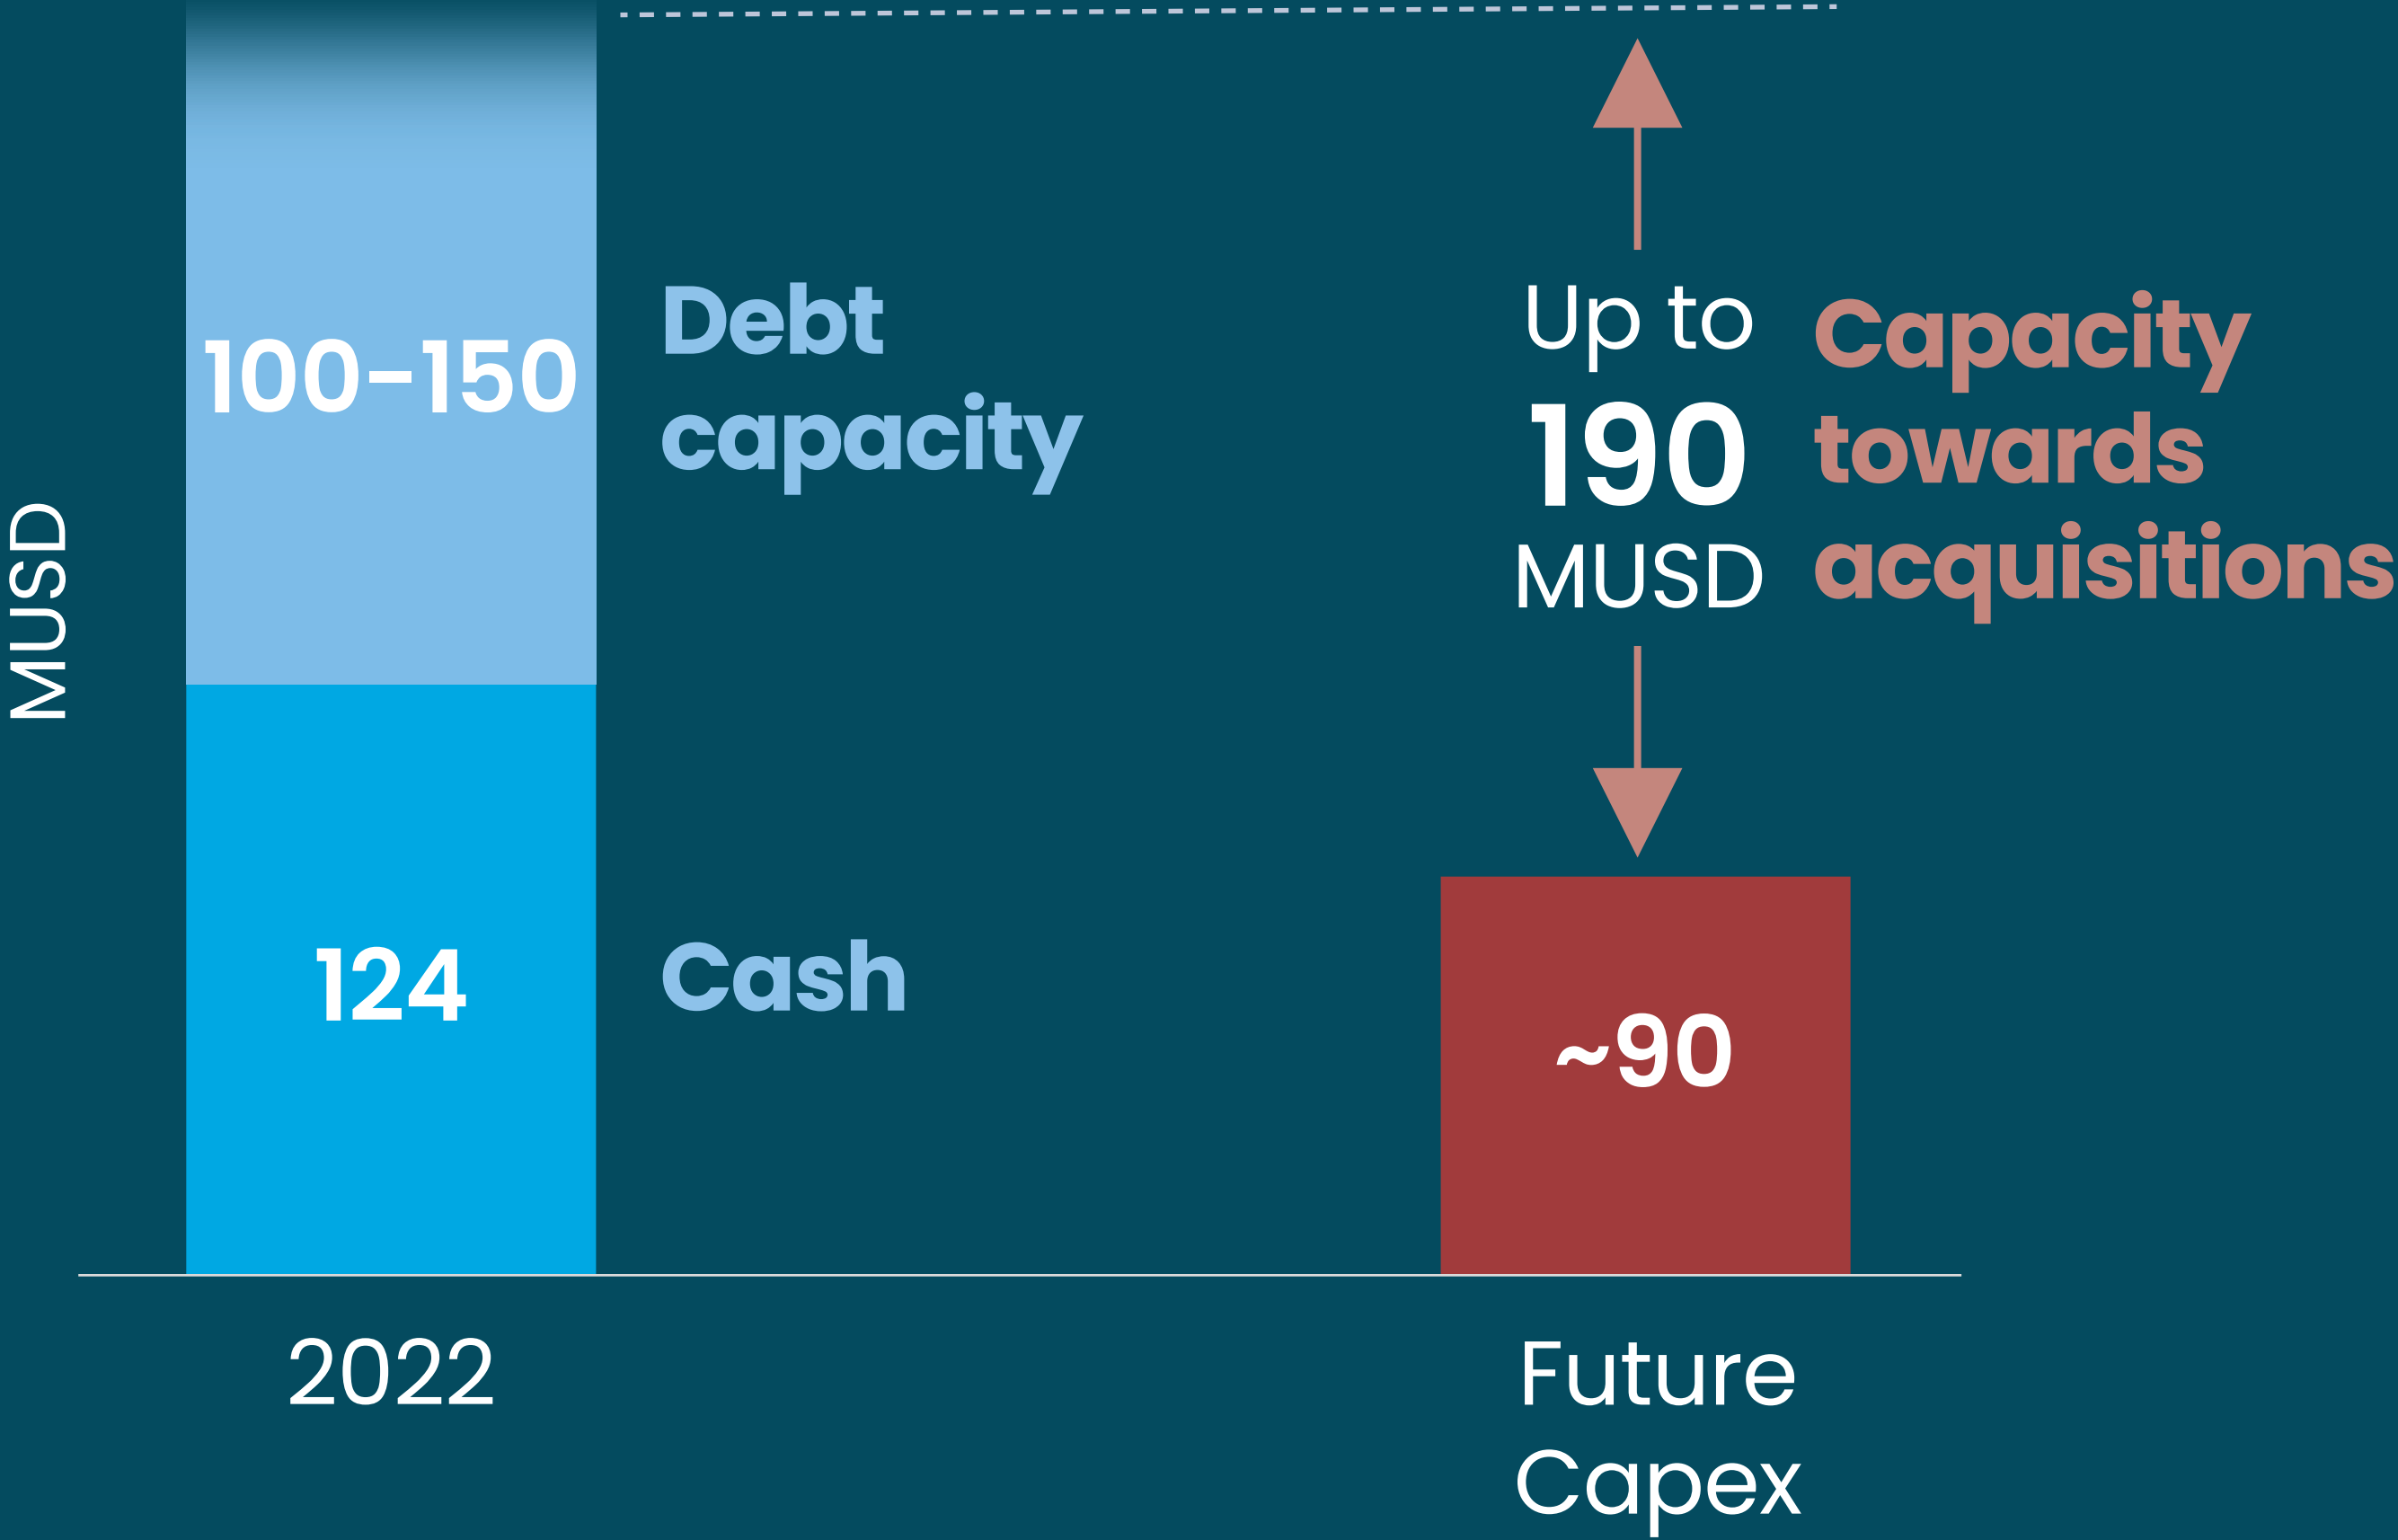 MUSD
100-150
Debt
capacity
124
Cash
Up to
190
MUSD
Capacity
towards
acquisitions
~90
2022
Future
Capex